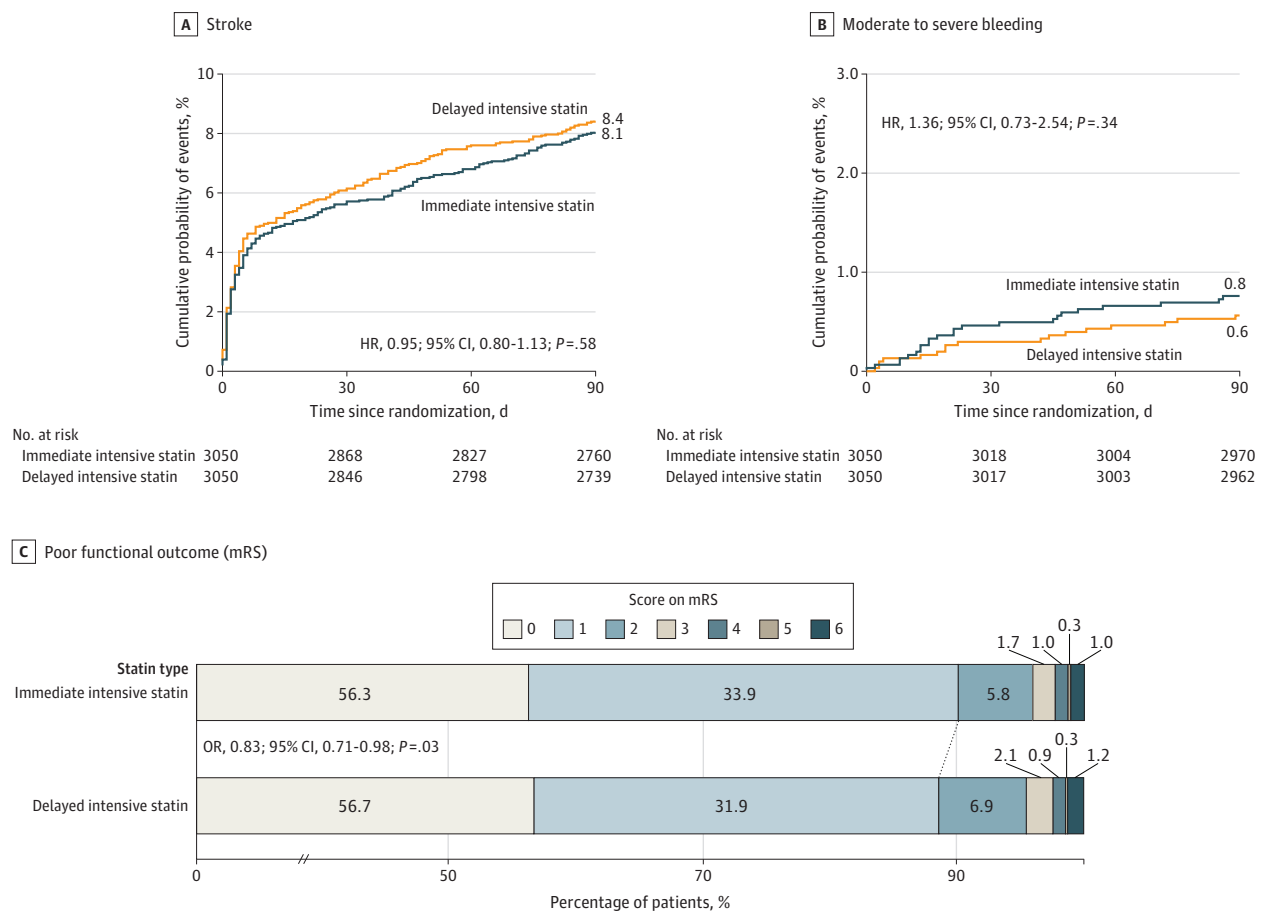 A Stroke
Cumulative probability of events, %
10
8
6
4
2
0
Delayed intensive statin
8.4
8.1
Immediate intensive statin
HR, 0.95; 95% CI, 0.80-1.13; P=.58
0 30 60 90
Time since randomization, d
No. at risk
Immediate intensive statin 3050 2868 2827 2760
Delayed intensive statin 3050 2846 2798 2739
B Moderate to severe bleeding
Cumulative probability of events, %
3.0
2.0
1.0
0
HR, 1.36; 95% CI, 0.73-2.54; P=.34
Immediate intensive statin
0.8
Delayed intensive statin
0.6
0 30 60 90
Time since randomization, d
No. at risk
Immediate intensive statin 3050 3018 3004 2970
Delayed intensive statin 3050 3017 3003 2962
C Poor functional outcome (mRS)
Score on mRS
0 1 2 3 4 5 6
Statin type
Immediate intensive statin
56.3 33.9 5.8 1.7 1.0 0.3 1.0
OR, 0.83; 95% CI, 0.71-0.98; P=.03
Delayed intensive statin
56.7 31.9 6.9 2.1 0.9 0.3 1.2
0 50 70 90
Percentage of patients, %